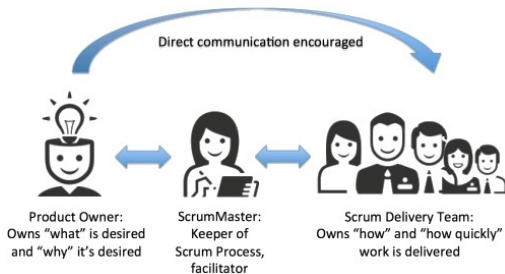 Direct communication encouraged
Product Owner:
Owns “what” is desired
and “why” it’s desired
ScrumMaster:
Keeper of
Scrum Process,
facilitator
Scrum Delivery Team:
Owns “how” and “how quickly”
work is delivered